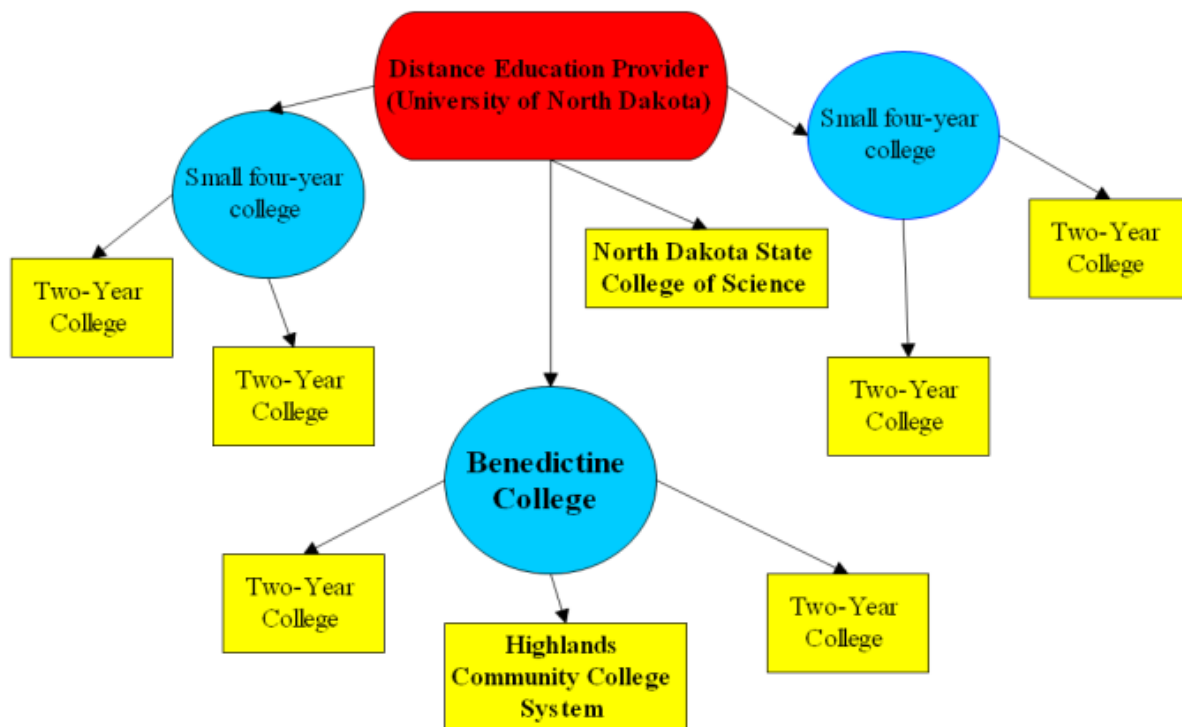 Distance Education Provider
(University of North Dakota)
Small four-year
college
Small four-year
college
Two-Year
College
North Dakota State
College of Science
Two-Year
College
Two-Year
College
Two-Year
College
Benedictine
College
Two-Year
College
Highlands
Community College
System
Two-Year
College